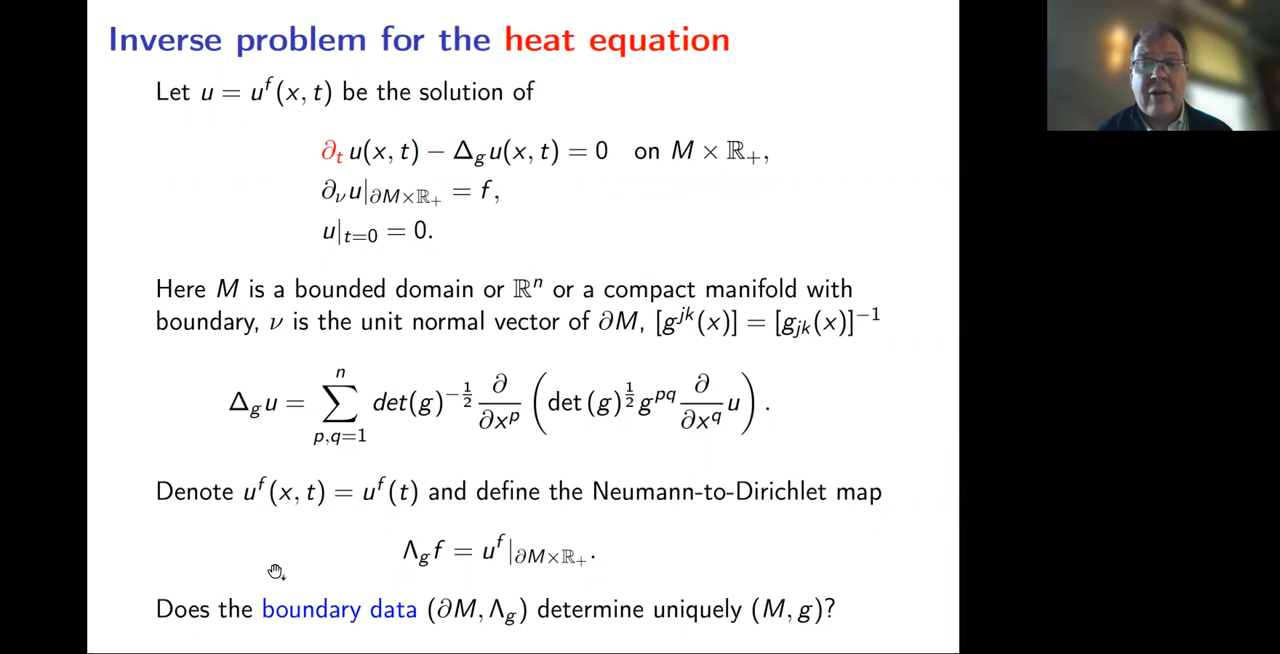 Inverse problem for the heat equation
Let u = u^f(x, t) be the solution of
∂_t u(x, t) − Δ_g u(x, t) = 0 on M × ℝ_+,
∂_ν u|_{∂M×ℝ_+} = f,
u|_{t=0} = 0.
Here M is a bounded domain or ℝ^n or a compact manifold with
boundary, ν is the unit normal vector of ∂M, [g^{jk}(x)] = [g_{jk}(x)]^{−1}
Δ_g u = ∑_{p,q=1}^{n} det(g)^{−1/2} ∂/∂x^p ( det (g)^{1/2} g^{pq} ∂/∂x^q u ) .
Denote u^f(x, t) = u^f(t) and define the Neumann-to-Dirichlet map
Λ_g f = u^f|_{∂M×ℝ_+}.
Does the boundary data (∂M, Λ_g) determine uniquely (M, g)?